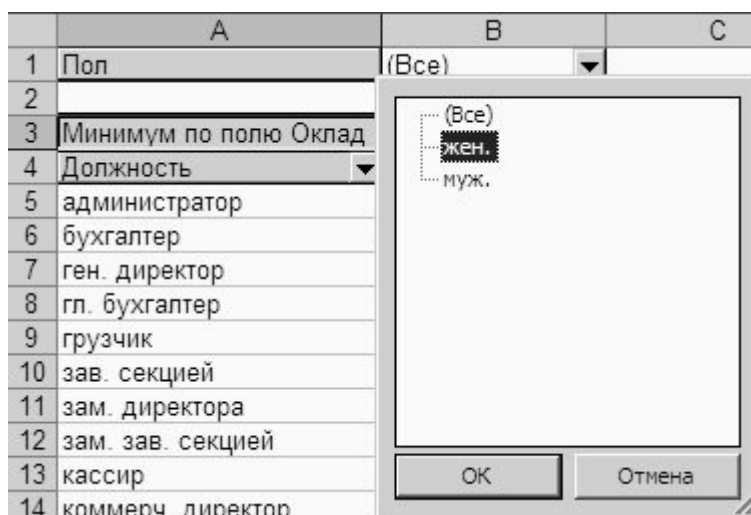 A B C
1 Пол (Все)
2
3 Минимум по полю Оклад
4 Должность
5 администратор
6 бухгалтер
7 ген. директор
8 гл. бухгалтер
9 грузчик
10 зав. секцией
11 зам. директора
12 зам. зав. секцией
13 кассир
14 коммерч. директор
(Все)
жен.
муж.
ОК Отмена